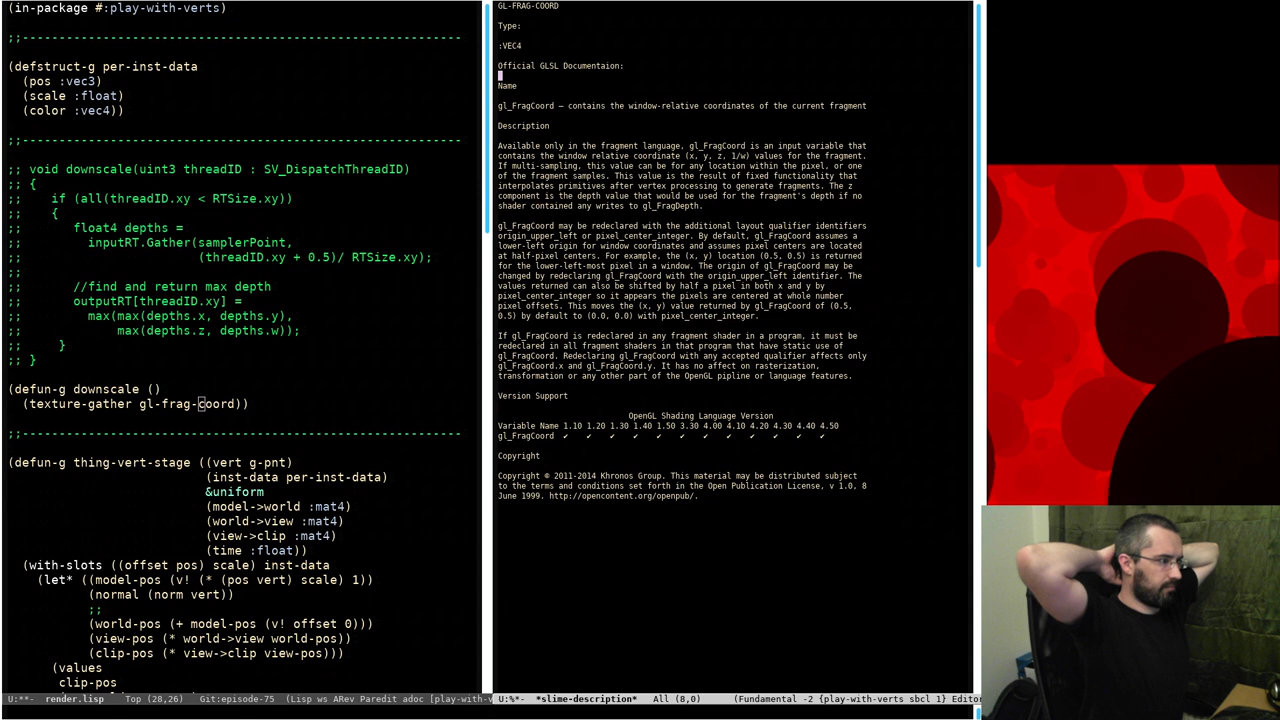 (in-package #:play-with-verts)
;;------------------------------------------------------------
(defstruct-g per-inst-data
  (pos :vec3)
  (scale :float)
  (color :vec4))
;;------------------------------------------------------------
;; void downscale(uint3 threadID : SV_DispatchThreadID)
;; {
;;    if (all(threadID.xy < RTSize.xy))
;;    {
;;       float4 depths =
;;         inputRT.Gather(samplerPoint,
;;                        (threadID.xy + 0.5)/ RTSize.xy);
;;
;;       //find and return max depth
;;       outputRT[threadID.xy] =
;;         max(max(depths.x, depths.y),
;;             max(depths.z, depths.w));
;;     }
;; }
(defun-g downscale ()
  (texture-gather gl-frag-coord))
;;------------------------------------------------------------
(defun-g thing-vert-stage ((vert g-pnt)
                           (inst-data per-inst-data)
                           &uniform
                           (model->world :mat4)
                           (world->view :mat4)
                           (view->clip :mat4)
                           (time :float))
  (with-slots ((offset pos) scale) inst-data
    (let* ((model-pos (v! (* (pos vert) scale) 1))
           (normal (norm vert))
           ;;
           (world-pos (+ model-pos (v! offset 0)))
           (view-pos (* world->view world-pos))
           (clip-pos (* view->clip view-pos)))
      (values
       clip-pos
U:**-  render.lisp    Top (28,26)   Git:episode-75  (Lisp ws ARev Paredit adoc [play-with-v
GL-FRAG-COORD
Type:
:VEC4
Official GLSL Documentaion:
Name
gl_FragCoord — contains the window-relative coordinates of the current fragment
Description
Available only in the fragment language, gl_FragCoord is an input variable that
contains the window relative coordinate (x, y, z, 1/w) values for the fragment.
If multi-sampling, this value can be for any location within the pixel, or one
of the fragment samples. This value is the result of fixed functionality that
interpolates primitives after vertex processing to generate fragments. The z
component is the depth value that would be used for the fragment's depth if no
shader contained any writes to gl_FragDepth.
gl_FragCoord may be redeclared with the additional layout qualifier identifiers
origin_upper_left or pixel_center_integer. By default, gl_FragCoord assumes a
lower-left origin for window coordinates and assumes pixel centers are located
at half-pixel centers. For example, the (x, y) location (0.5, 0.5) is returned
for the lower-left-most pixel in a window. The origin of gl_FragCoord may be
changed by redeclaring gl_FragCoord with the origin_upper_left identifier. The
values returned can also be shifted by half a pixel in both x and y by
pixel_center_integer so it appears the pixels are centered at whole number
pixel offsets. This moves the (x, y) value returned by gl_FragCoord of (0.5,
0.5) by default to (0.0, 0.0) with pixel_center_integer.
If gl_FragCoord is redeclared in any fragment shader in a program, it must be
redeclared in all fragment shaders in that program that have static use of
gl_FragCoord. Redeclaring gl_FragCoord with any accepted qualifier affects only
gl_FragCoord.x and gl_FragCoord.y. It has no affect on rasterization,
transformation or any other part of the OpenGL pipline or language features.
Version Support
OpenGL Shading Language Version
Variable Name 1.10 1.20 1.30 1.40 1.50 3.30 4.00 4.10 4.20 4.30 4.40 4.50
gl_FragCoord  ✔ ✔ ✔ ✔ ✔ ✔ ✔ ✔ ✔ ✔ ✔ ✔
Copyright
Copyright © 2011-2014 Khronos Group. This material may be distributed subject
to the terms and conditions set forth in the Open Publication License, v 1.0, 8
June 1999. http://opencontent.org/openpub/.
U:%*-  *slime-description*   All (8,0)      (Fundamental -2 {play-with-verts sbcl 1} Editor